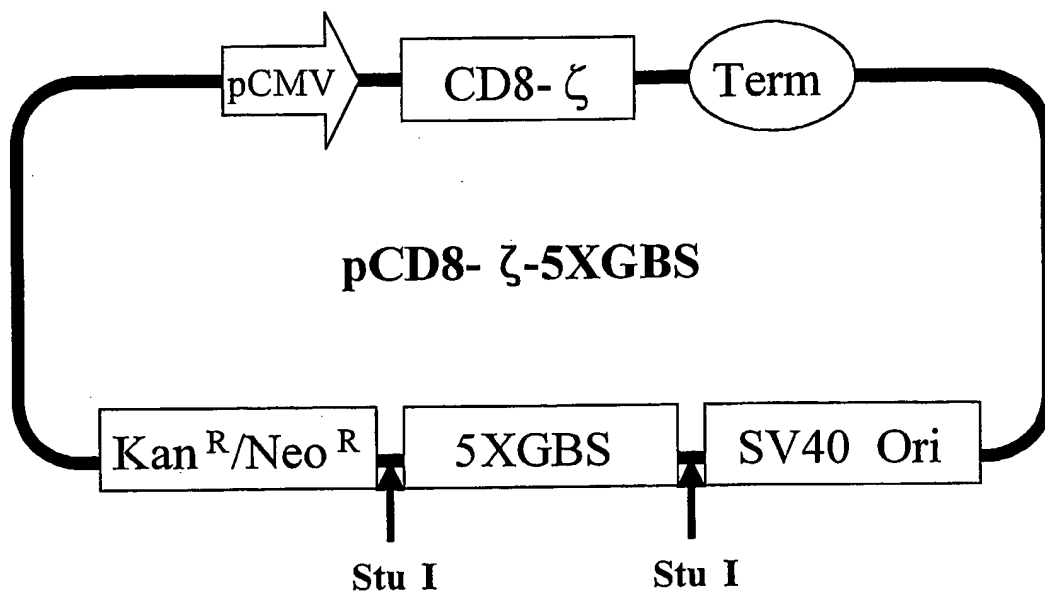 pCMV
CD8- ζ
Term
pCD8- ζ-5XGBS
Kan R/Neo R
5XGBS
SV40 Ori
Stu I
Stu I